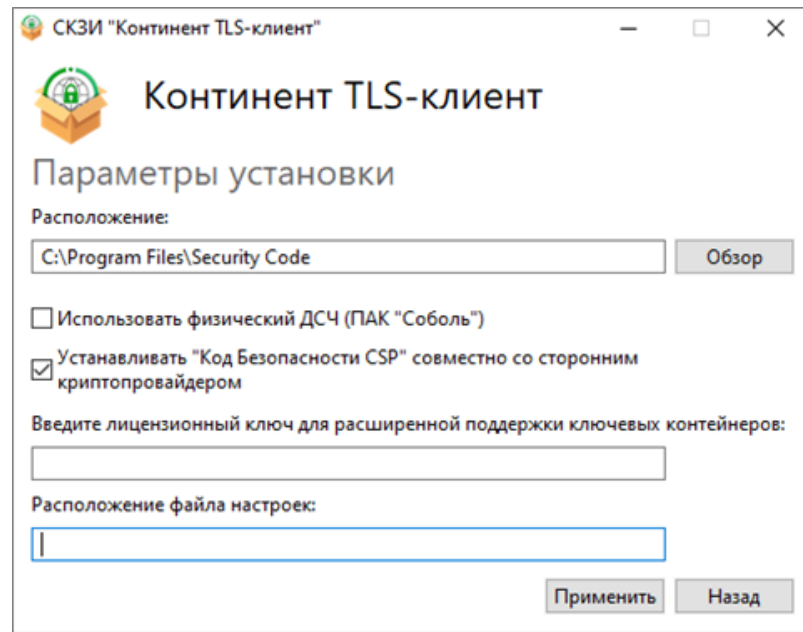 СКЗИ "Континент TLS-клиент"
Континент TLS-клиент
Параметры установки
Расположение:
C:\Program Files\Security Code
Обзор
Использовать физический ДСЧ (ПАК "Соболь")
Устанавливать "Код Безопасности CSP" совместно со сторонним
криптопровайдером
Введите лицензионный ключ для расширенной поддержки ключевых контейнеров:
Расположение файла настроек:
Применить
Назад